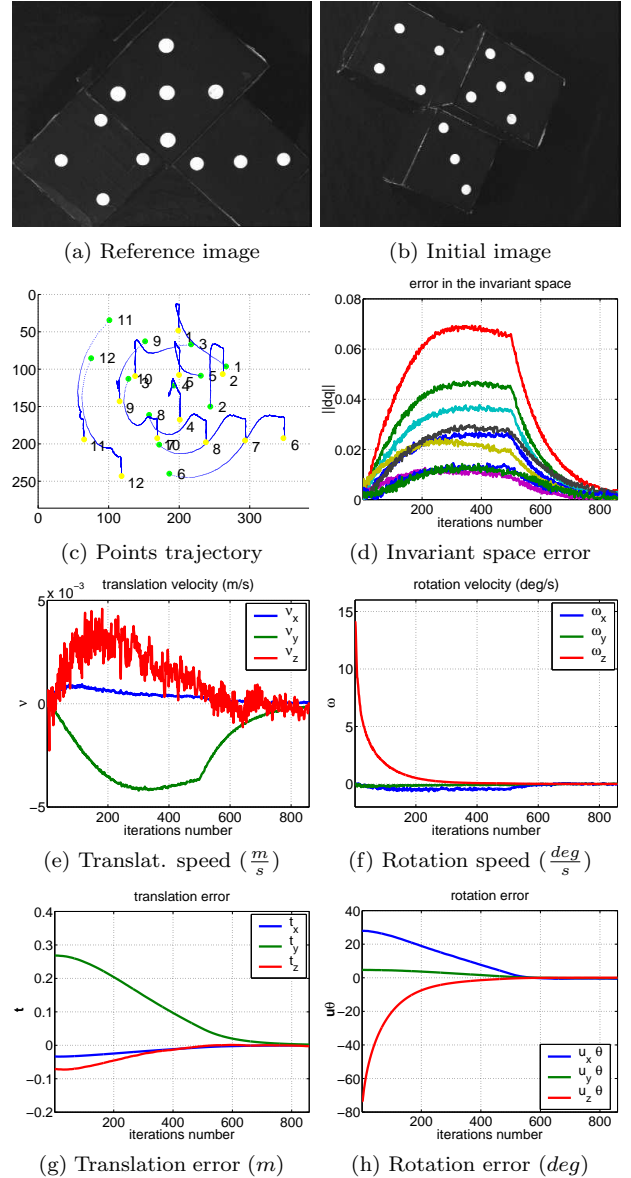 (a) Reference image
(b) Initial image
0
50
100
150
200
250
0
100
200
300
11
12
9
3
1
1
2
10
3
5
6
4
9
8
2
4
11
10
8
7
6
6
12
(c) Points trajectory
error in the invariant space
0.08
0.06
0.04
0.02
0
||dq||
200
400
600
800
iterations number
(d) Invariant space error
translation velocity (m/s)
x 10⁻³
5
0
−5
ν
ν_x
ν_y
ν_z
200
400
600
800
iterations number
(e) Translat. speed (m/s)
rotation velocity (deg/s)
15
10
5
0
ω
ω_x
ω_y
ω_z
200
400
600
800
iterations number
(f) Rotation speed (deg/s)
translation error
0.4
0.3
0.2
0.1
0
−0.1
−0.2
t
t_x
t_y
t_z
200
400
600
800
iterations number
(g) Translation error (m)
rotation error
40
20
0
−20
−40
−60
−80
uθ
u_x θ
u_y θ
u_z θ
200
400
600
800
iterations number
(h) Rotation error (deg)